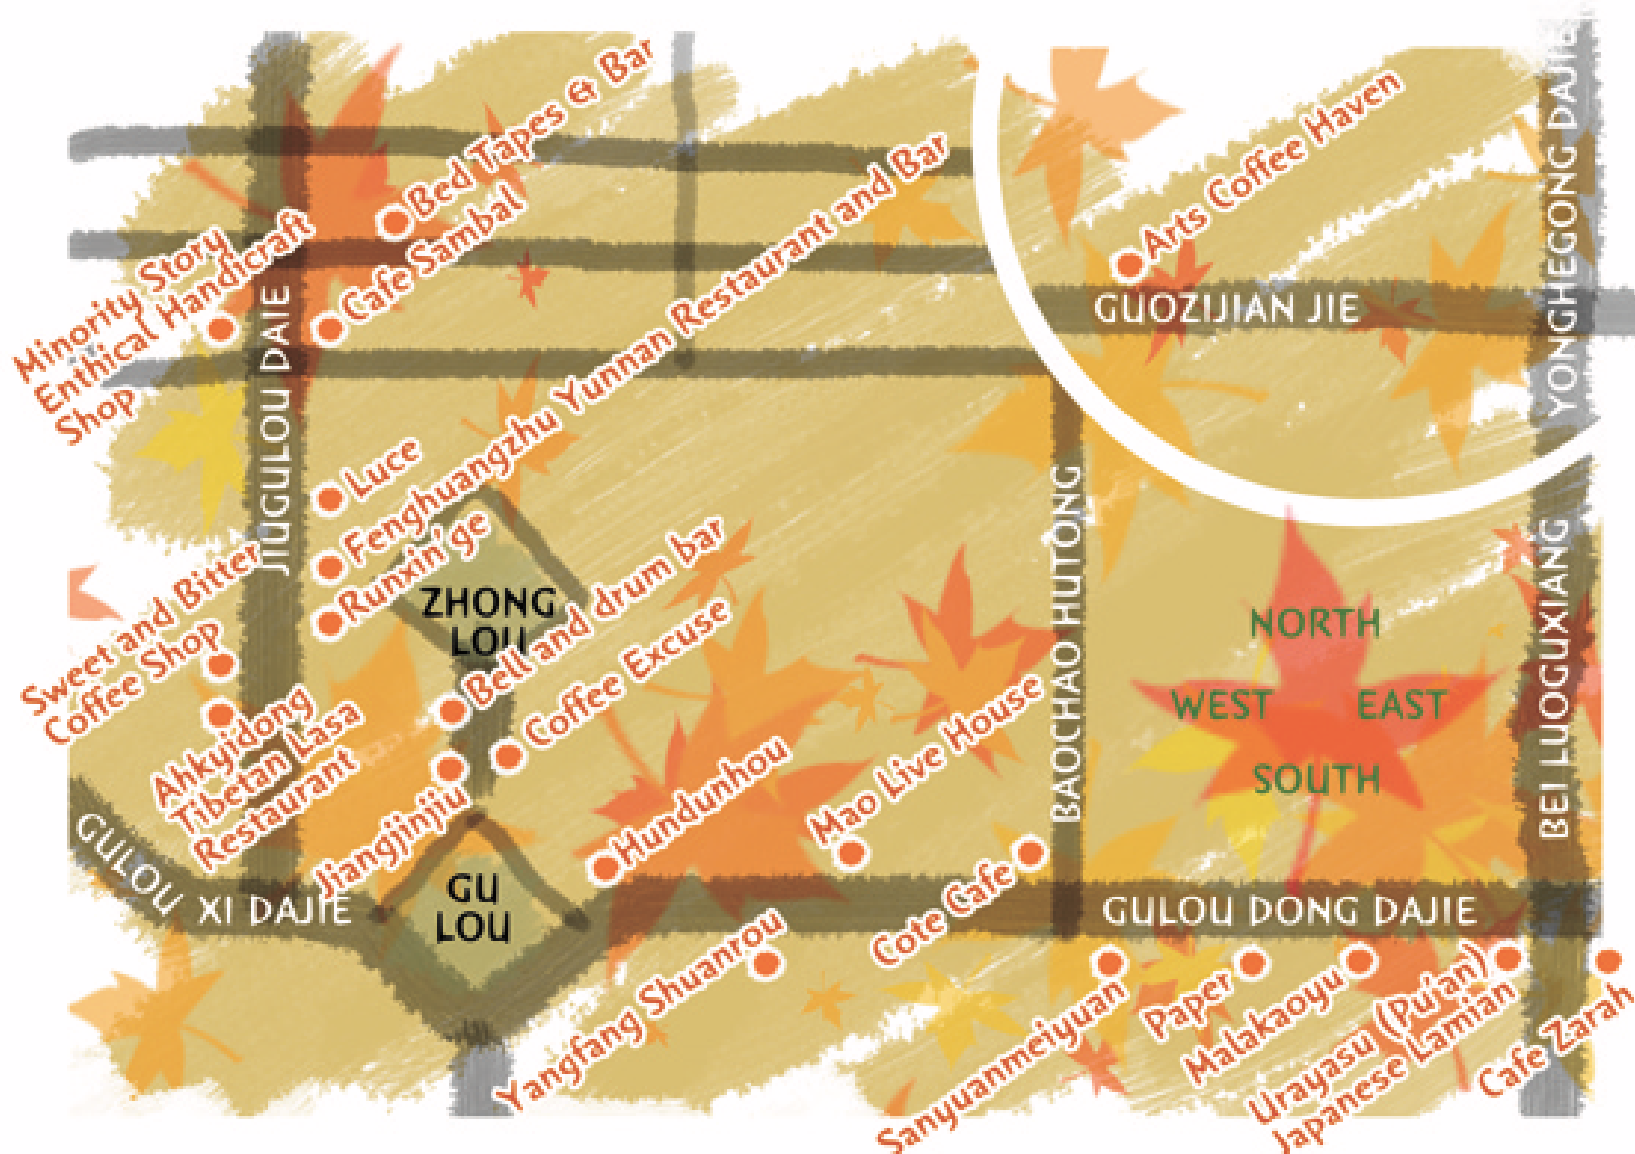 Bed Tapes & Bar
Cafe Sambal
Minority Story
Enthical Handicraft
Shop
JIUGULOU DAIE
Luce
Fenghuangzhu Yunnan Restaurant and Bar
Runxin'ge
Sweet and Bitter
Coffee Shop
Ahkyidong
Tibetan Lasa
Restaurant
ZHONG
LOU
Bell and drum bar
Coffee Excuse
Jiangjinjiu
GULOU XI DAJIE
GU
LOU
Hundunhou
Mao Live House
Cote Cafe
Yangfang Shuanrou
BAOCHAO HUTONG
Arts Coffee Haven
GUOZIJIAN JIE
YONGHEGONG DAJIE
NORTH
WEST
EAST
SOUTH
BEI LUOGUXIANG
GULOU DONG DAJIE
Sanyuanmeiyuan
Paper
Malakaoyu
Urayasu (Pu'an)
Japanese Lamian
Cafe Zarah